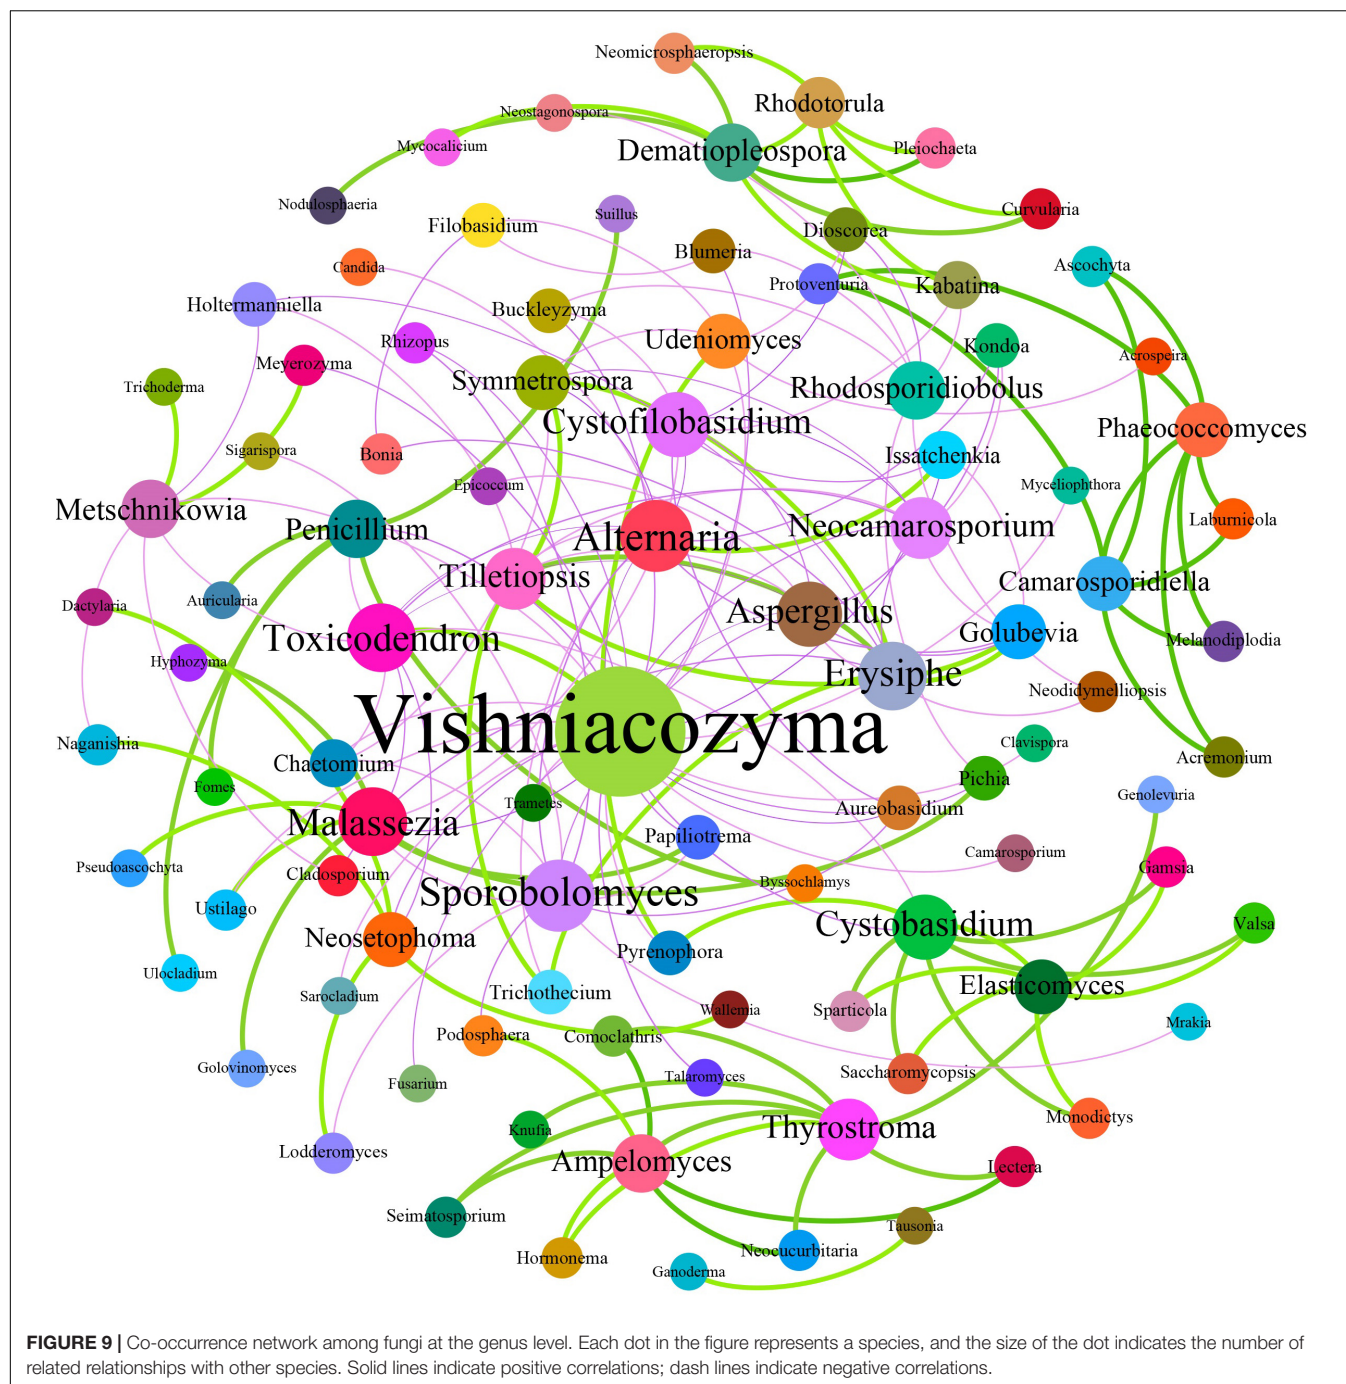 Neomicrosphaeropsis
Rhodotorula
Neostagonospora
Mycocalicium
Dematiopleospora
Pleiochaeta
Nodulosphaeria
Suillus
Curvularia
Filobasidium
Dioscorea
Blumeria
Candida
Ascochyta
Protoventuria
Kabatina
Holtermanniella
Buckleyzyma
Rhizopus
Udeniomyces
Kondoa
Acrospeira
Meyerozyma
Trichoderma
Symmetrospora
Rhodosporidiobolus
Cystofilobasidium
Phaeococcomyces
Sigarispora
Bonia
Issatchenkia
Epicoccum
Myceliophthora
Metschnikowia
Penicillium
Laburnicola
Alternaria
Neocamarosporium
Tilletiopsis
Camarosporidiella
Dactylaria
Auricularia
Aspergillus
Toxicodendron
Golubevia
Melanodiplodia
Hyphozyma
Erysiphe
Neodidymelliopsis
Vishniacozyma
Naganishia
Clavispora
Chaetomium
Acremonium
Pichia
Fomes
Trametes
Genolevuria
Aureobasidium
Malassezia
Papiliotrema
Camarosporium
Pseudoascochyta
Gamsia
Cladosporium
Byssochlamys
Sporobolomyces
Ustilago
Cystobasidium
Valsa
Neosetophoma
Pyrenophora
Ulocladium
Elasticomyces
Trichothecium
Sarocladium
Sparticola
Wallemia
Mrakia
Podosphaera
Comoclathris
Golovinomyces
Saccharomycopsis
Fusarium
Talaromyces
Monodictys
Knufia
Thyrostroma
Lodderomyces
Ampelomyces
Lectera
Seimatosporium
Tausonia
Neocucurbitaria
Hormonema
Ganoderma
FIGURE 9 | Co-occurrence network among fungi at the genus level. Each dot in the figure represents a species, and the size of the dot indicates the number of
related relationships with other species. Solid lines indicate positive correlations; dash lines indicate negative correlations.